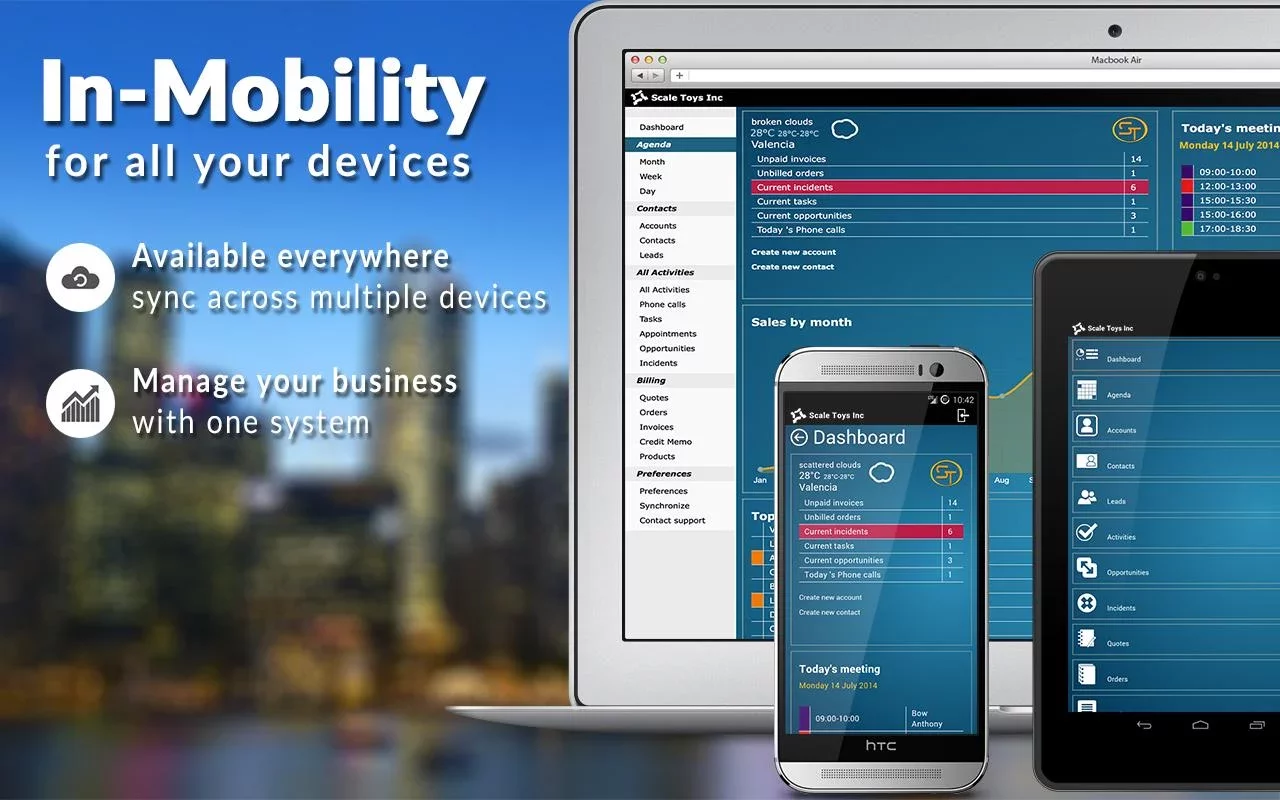 In-Mobility
for all your devices
Available everywhere
sync across multiple devices
Manage your business
with one system
Macbook Air
Scale Toys Inc
Dashboard
Agenda
Month
Week
Day
Contacts
Accounts
Contacts
Leads
All Activities
All Activities
Phone calls
Tasks
Appointments
Opportunities
Incidents
Billing
Quotes
Orders
Invoices
Credit Memo
Products
Preferences
Preferences
Synchronize
Contact support
broken clouds
28°C 28°C-28°C
Valencia
ST
Unpaid invoices 14
Unbilled orders 1
Current incidents 6
Current tasks 1
Current opportunities 3
Today 's Phone calls 1
Create new account
Create new contact
Today's meetin
Monday 14 July 2014
09:00-10:00
12:00-13:00
15:00-15:30
15:00-16:00
17:00-18:30
Sales by month
Jan
Aug
Top
10:42
Scale Toys Inc
Dashboard
scattered clouds
28°C 28°C-28°C
Valencia
ST
Unpaid invoices 14
Unbilled orders 1
Current incidents 6
Current tasks 1
Current opportunities 3
Today 's Phone calls 1
Create new account
Create new contact
Today's meeting
Monday 14 July 2014
09:00-10:00 Bow
Anthony
hTC
Scale Toys Inc
Dashboard
Agenda
Accounts
Contacts
Leads
Activities
Opportunities
Incidents
Quotes
Orders